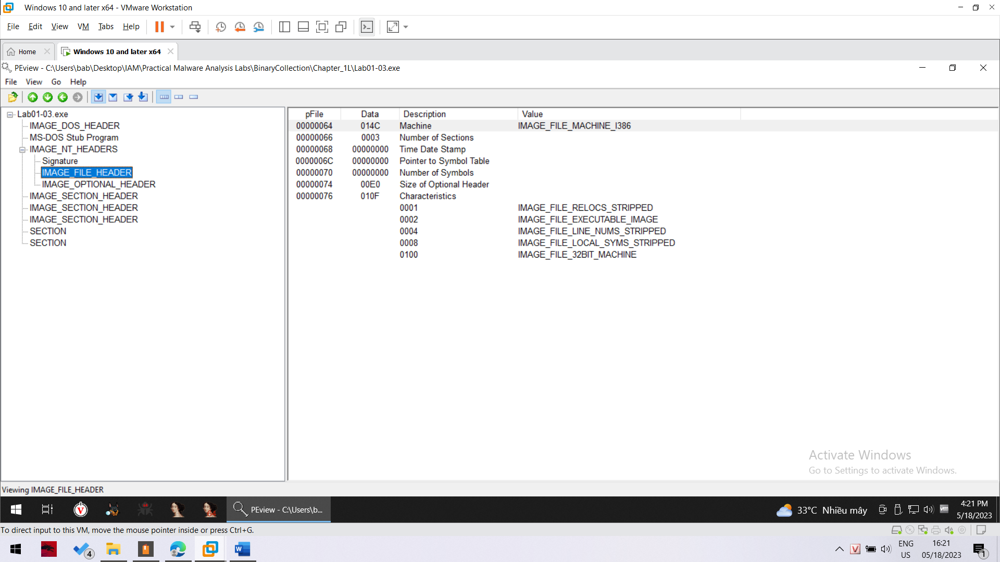 Windows 10 and later x64 - VMware Workstation
File Edit View VM Tabs Help
Home Windows 10 and later x64
PEview - C:\Users\bab\Desktop\IAM\Practical Malware Analysis Labs\BinaryCollection\Chapter_1L\Lab01-03.exe
File View Go Help
Lab01-03.exe
IMAGE_DOS_HEADER
MS-DOS Stub Program
IMAGE_NT_HEADERS
Signature
IMAGE_FILE_HEADER
IMAGE_OPTIONAL_HEADER
IMAGE_SECTION_HEADER
IMAGE_SECTION_HEADER
IMAGE_SECTION_HEADER
SECTION
SECTION
pFile Data Description Value
00000064 014C Machine IMAGE_FILE_MACHINE_I386
00000066 0003 Number of Sections
00000068 00000000 Time Date Stamp
0000006C 00000000 Pointer to Symbol Table
00000070 00000000 Number of Symbols
00000074 00E0 Size of Optional Header
00000076 010F Characteristics
0001 IMAGE_FILE_RELOCS_STRIPPED
0002 IMAGE_FILE_EXECUTABLE_IMAGE
0004 IMAGE_FILE_LINE_NUMS_STRIPPED
0008 IMAGE_FILE_LOCAL_SYMS_STRIPPED
0100 IMAGE_FILE_32BIT_MACHINE
Activate Windows
Go to Settings to activate Windows.
Viewing IMAGE_FILE_HEADER
V
64
PEview - C:\Users\b...
33°C Nhiều mây
vm
4:21 PM
5/18/2023
To direct input to this VM, move the mouse pointer inside or press Ctrl+G.
4
W
V
ENG
US
16:21
05/18/2023
1